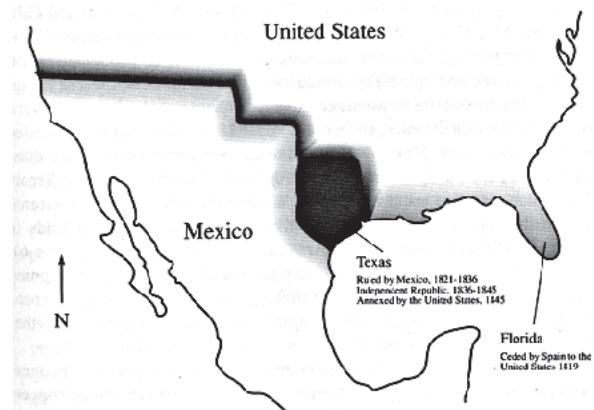 United States
Mexico
N
Texas
Ruled by Mexico, 1821-1836
Independent Republic, 1836-1845
Annexed by the United States, 1845
Florida
Ceded by Spain to the
United States 1819